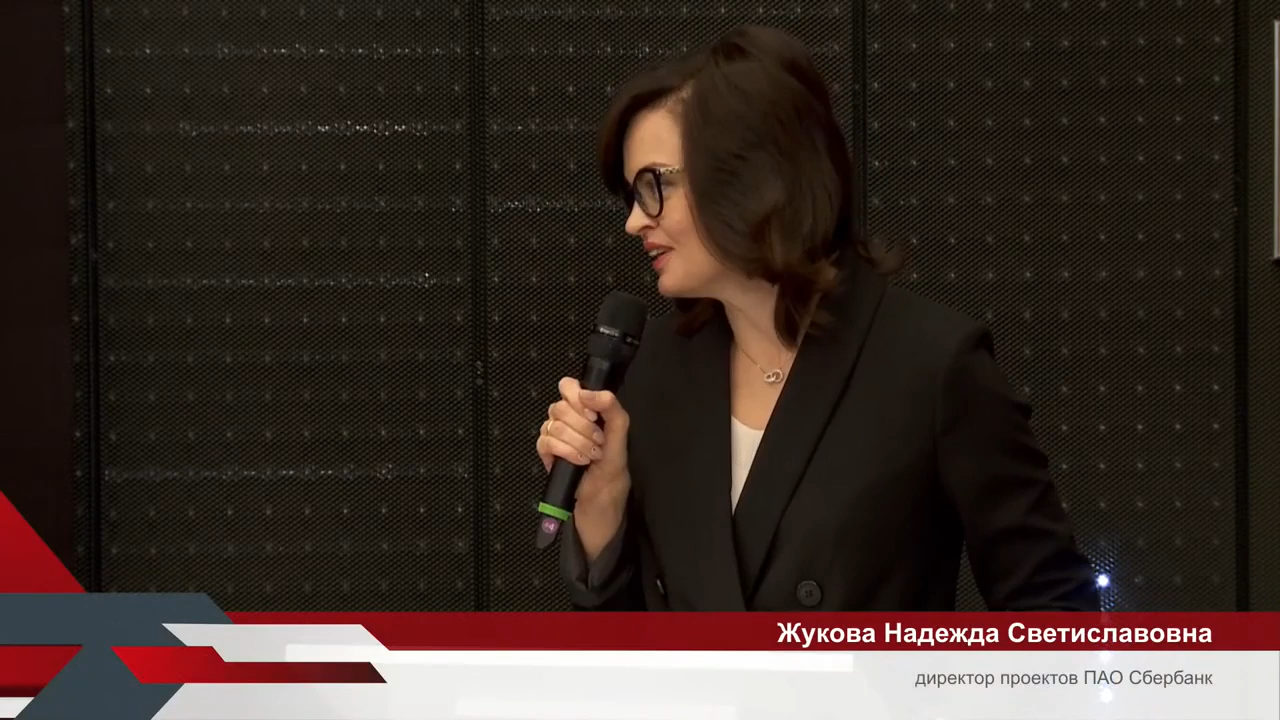 Жукова Надежда Светиславовна
директор проектов ПАО Сбербанк